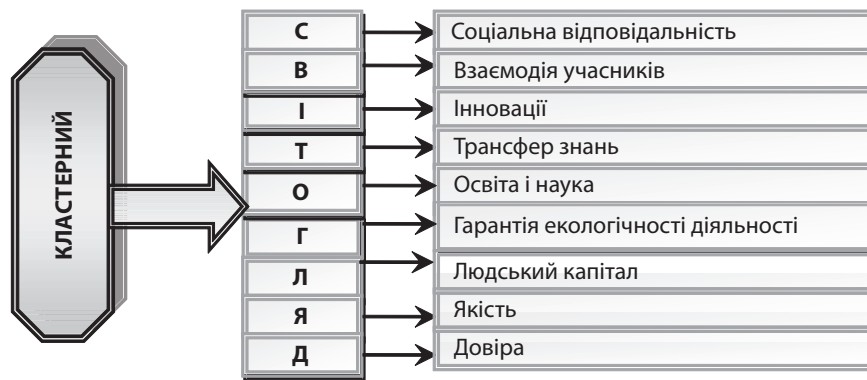 КЛАСТЕРНИЙ
С Соціальна відповідальність
В Взаємодія учасників
І Інновації
Т Трансфер знань
О Освіта і наука
Г Гарантія екологічності діяльності
Л Людський капітал
Я Якість
Д Довіра